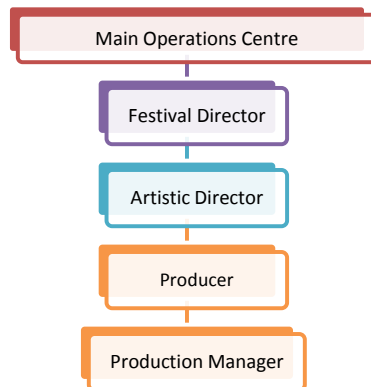 Main Operations Centre
Festival Director
Artistic Director
Producer
Production Manager